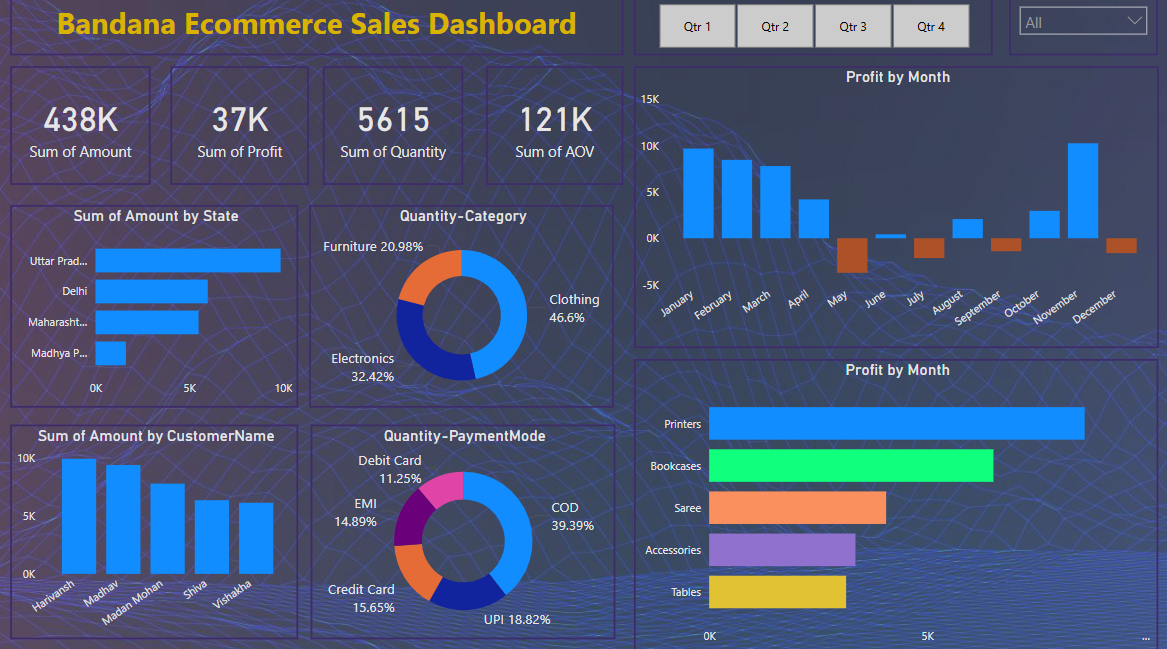 Bandana Ecommerce Sales Dashboard
Qtr 1
Qtr 2
Qtr 3
Qtr 4
All
438K
Sum of Amount
37K
Sum of Profit
5615
Sum of Quantity
121K
Sum of AOV
Profit by Month
15K
10K
5K
0K
-5K
January
February
March
April
May
June
July
August
September
October
November
December
Sum of Amount by State
Uttar Prad...
Delhi
Maharasht...
Madhya P...
0K
5K
10K
Quantity-Category
Furniture 20.98%
Clothing
46.6%
Electronics
32.42%
Profit by Month
Printers
Bookcases
Saree
Accessories
Tables
0K
5K
...
Sum of Amount by CustomerName
10K
5K
0K
Harivansh
Madhav
Madan Mohan
Shiva
Vishakha
Quantity-PaymentMode
Debit Card
11.25%
EMI
14.89%
COD
39.39%
Credit Card
15.65%
UPI 18.82%